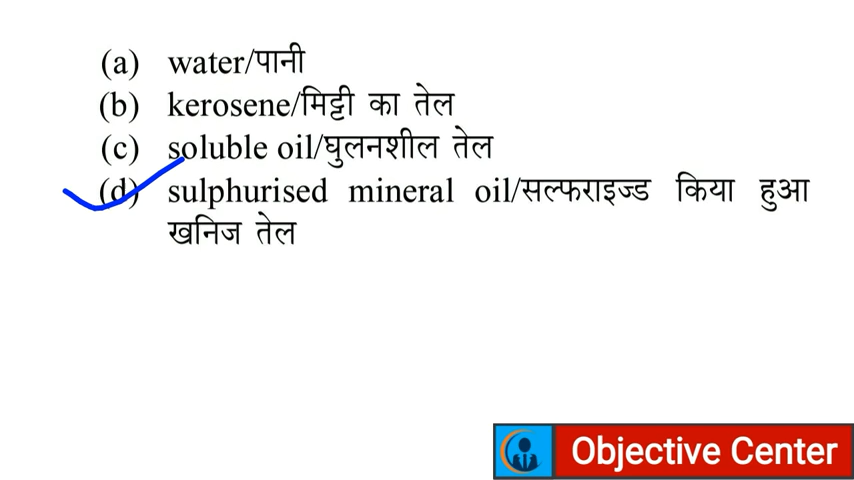 (a) water/पानी
(b) kerosene/मिट्टी का तेल
(c) soluble oil/घुलनशील तेल
(d) sulphurised mineral oil/सल्फराइज्ड किया हुआ
खनिज तेल
Objective Center